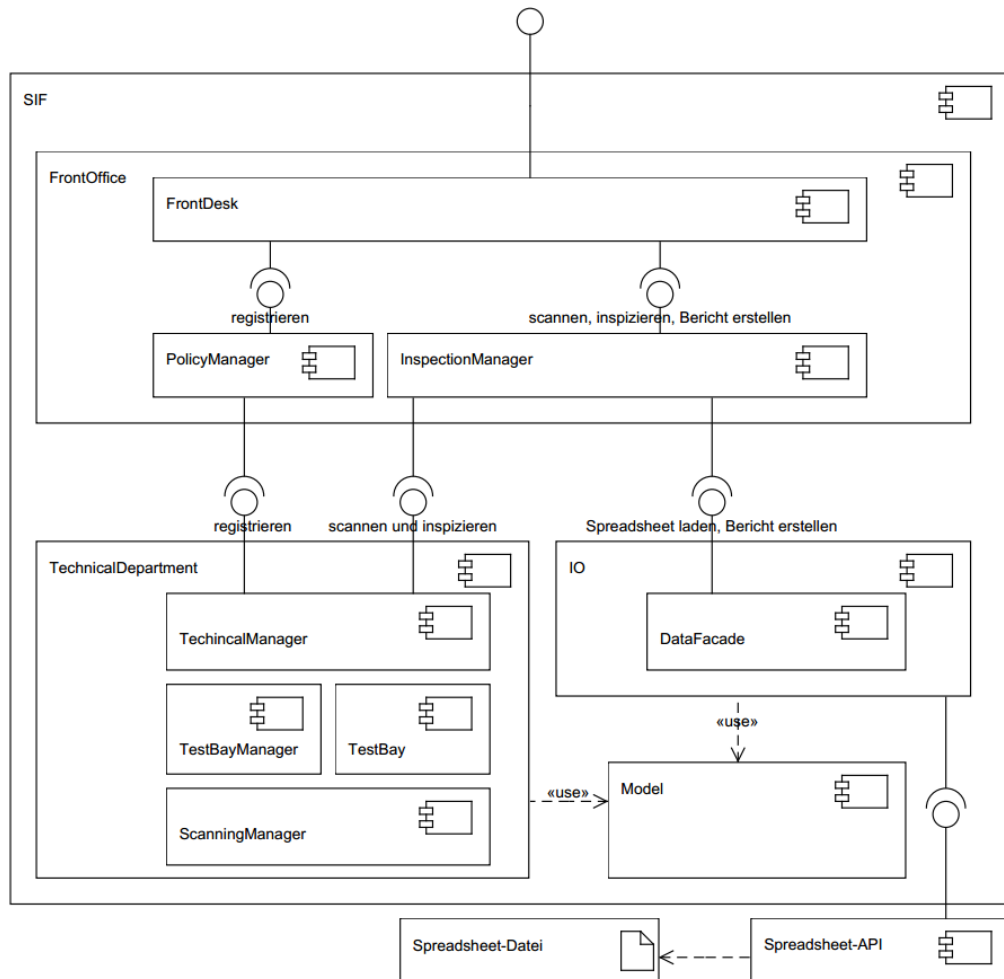 SIF
FrontOffice
FrontDesk
registrieren
scannen, inspizieren, Bericht erstellen
PolicyManager
InspectionManager
registrieren
scannen und inspizieren
Spreadsheet laden, Bericht erstellen
TechnicalDepartment
IO
TechincalManager
DataFacade
«use»
TestBayManager
TestBay
Model
«use»
ScanningManager
Spreadsheet-Datei
Spreadsheet-API